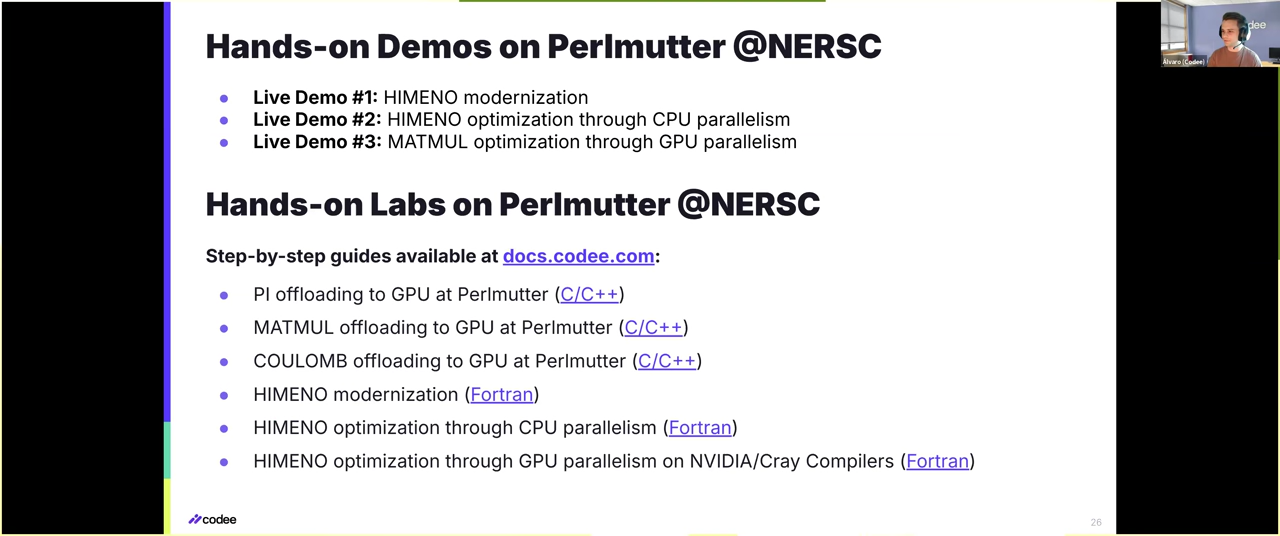 Hands-on Demos on Perlmutter @NERSC
Live Demo #1: HIMENO modernization
Live Demo #2: HIMENO optimization through CPU parallelism
Live Demo #3: MATMUL optimization through GPU parallelism
Hands-on Labs on Perlmutter @NERSC
Step-by-step guides available at docs.codee.com:
PI offloading to GPU at Perlmutter (C/C++)
MATMUL offloading to GPU at Perlmutter (C/C++)
COULOMB offloading to GPU at Perlmutter (C/C++)
HIMENO modernization (Fortran)
HIMENO optimization through CPU parallelism (Fortran)
HIMENO optimization through GPU parallelism on NVIDIA/Cray Compilers (Fortran)
codee
26
dee
Álvaro (Codee)